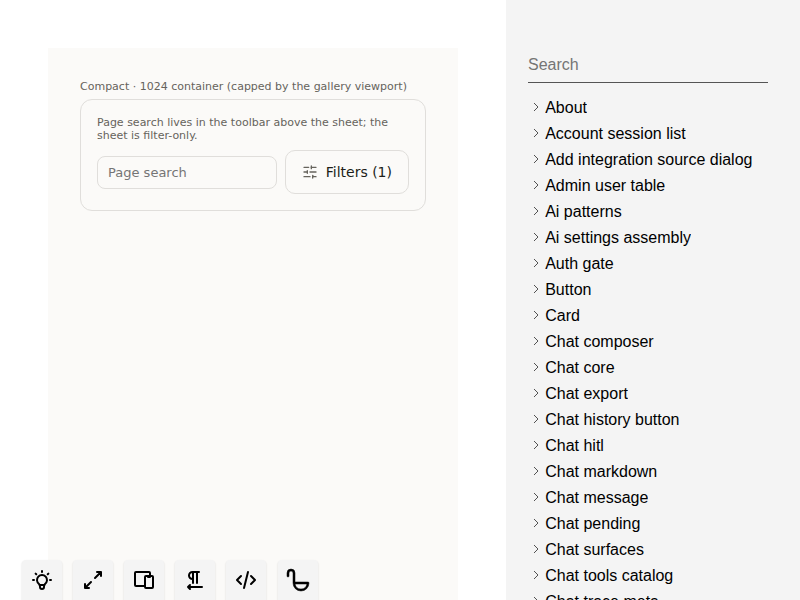 Compact · 1024 container (capped by the gallery viewport)
Page search lives in the toolbar above the sheet; the
sheet is filter-only.
Page search
Filters (1)
Search
About
Account session list
Add integration source dialog
Admin user table
Ai patterns
Ai settings assembly
Auth gate
Button
Card
Chat composer
Chat core
Chat export
Chat history button
Chat hitl
Chat markdown
Chat message
Chat pending
Chat surfaces
Chat tools catalog
Chat trace meta